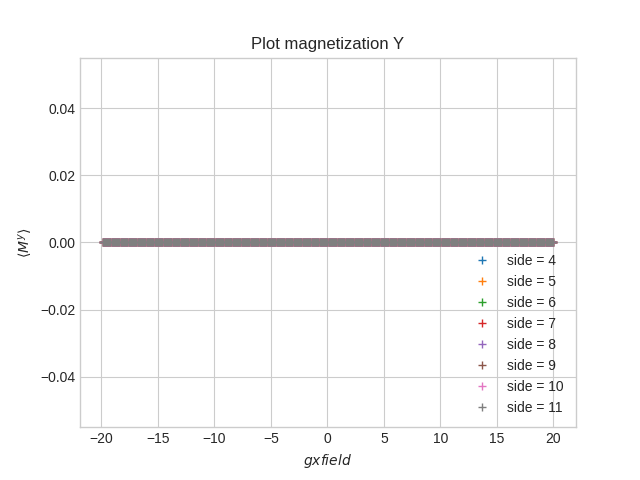 Plot magnetization Y
0.04
0.02
0.00
−0.02
−0.04
⟨M^y⟩
side = 4
side = 5
side = 6
side = 7
side = 8
side = 9
side = 10
side = 11
−20 −15 −10 −5 0 5 10 15 20
gxfield